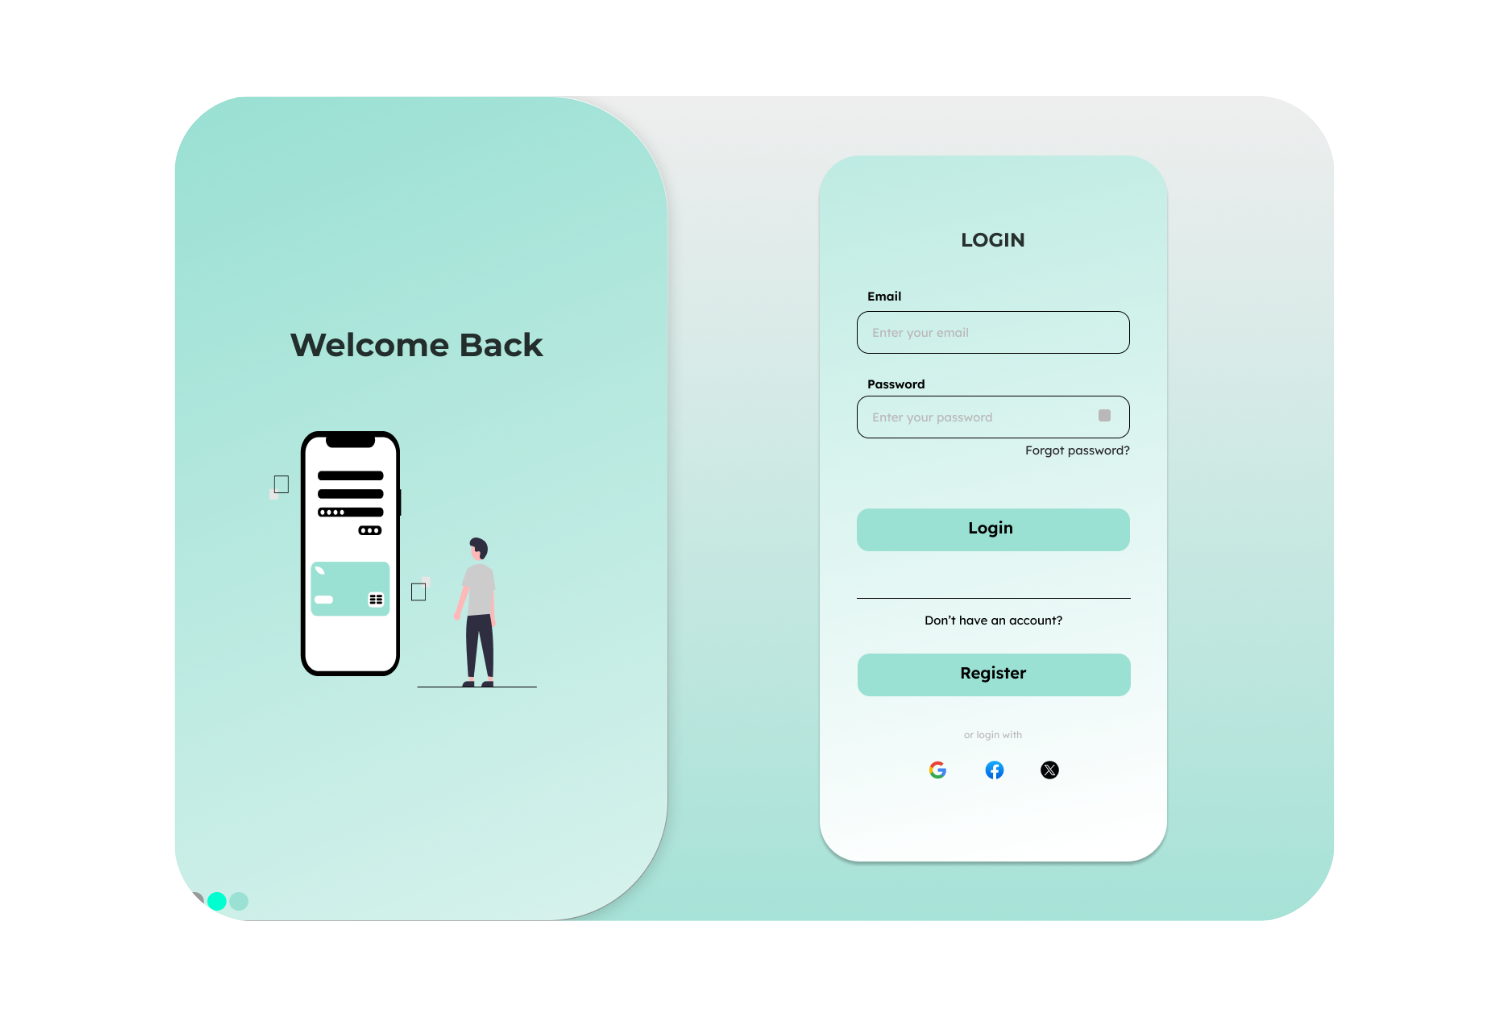 Welcome Back
LOGIN
Email
Enter your email
Password
Enter your password
Forgot password?
Login
Don't have an account?
Register
or login with